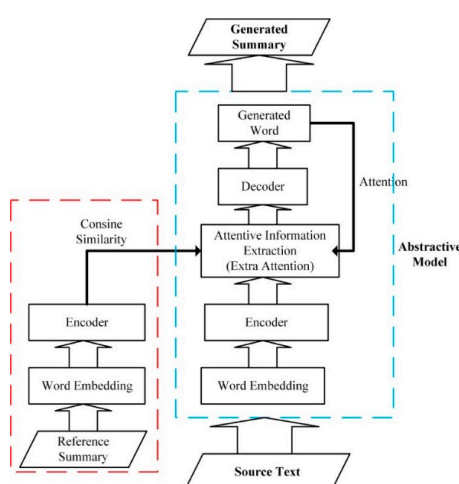 Generated
Summary
Generated
Word
Decoder
Attention
Consine
Similarity
Attentive Information
Extraction
(Extra Attention)
Abstractive
Model
Encoder
Encoder
Word Embedding
Word Embedding
Reference
Summary
Source Text